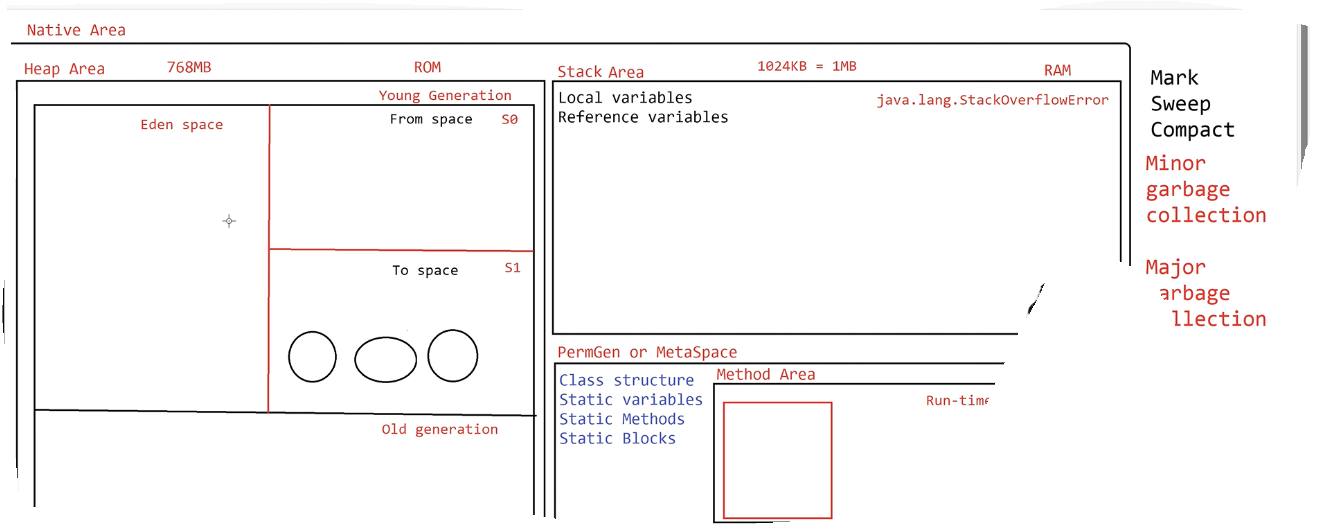 Native Area
Heap Area 768MB ROM
Young Generation
Eden space
From space S0
To space S1
Old generation
Stack Area 1024KB = 1MB RAM
Local variables java.lang.StackOverflowError
Reference variables
PermGen or MetaSpace
Class structure
Static variables
Static Methods
Static Blocks
Method Area
Mark
Sweep
Compact
Minor
garbage
collection
Major